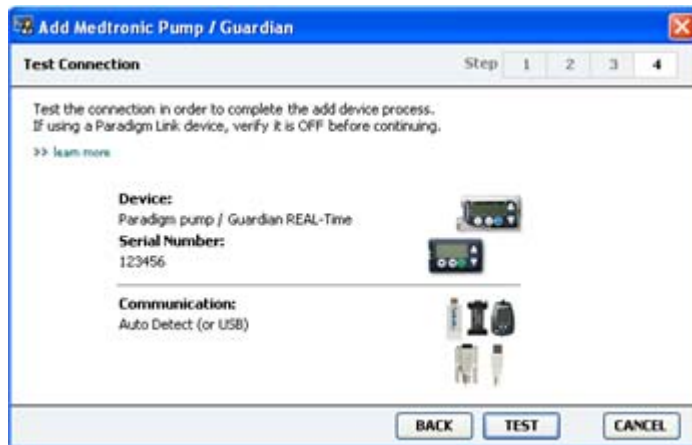 Add Medtronic Pump / Guardian
Test Connection
Step 1 2 3 4
Test the connection in order to complete the add device process.
If using a Paradigm Link device, verify it is OFF before continuing.
>> learn more
Device:
Paradigm pump / Guardian REAL-Time
Serial Number:
123456
Communication:
Auto Detect (or USB)
BACK TEST CANCEL